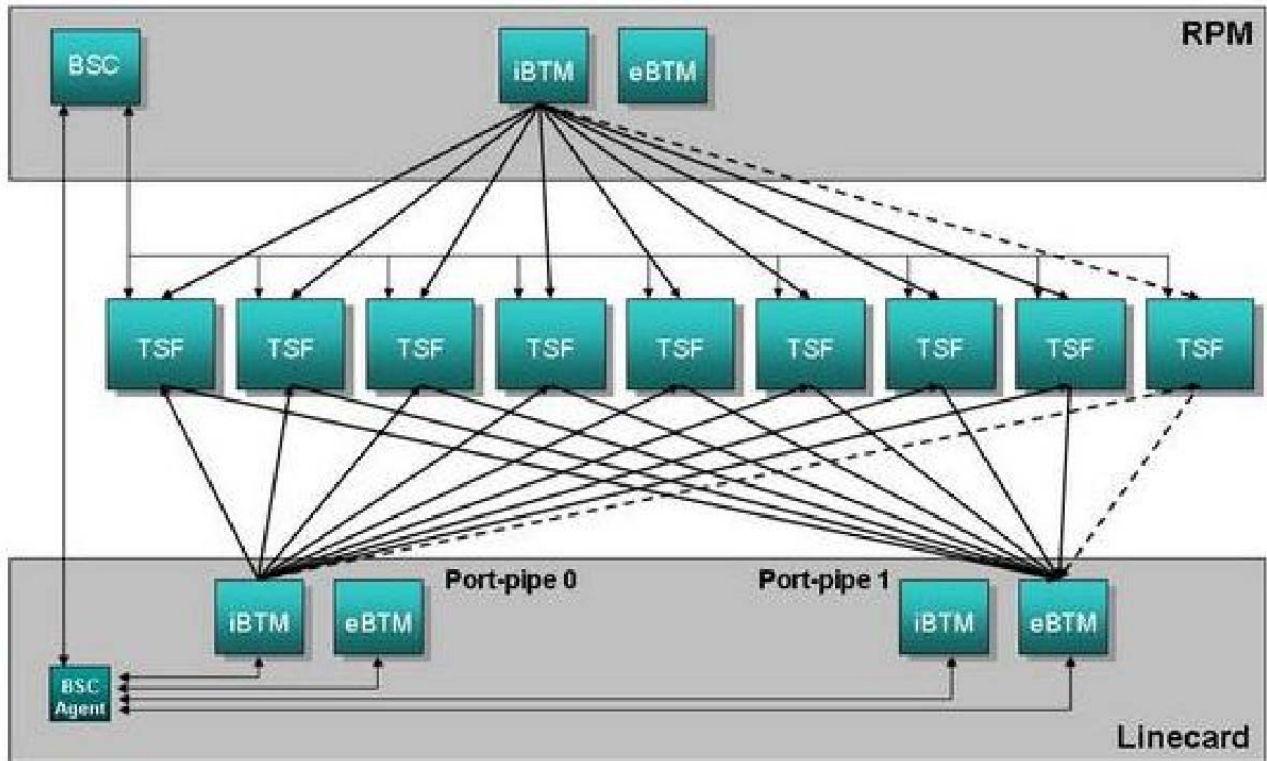 RPM
BSC
iBTM
eBTM
TSF
TSF
TSF
TSF
TSF
TSF
TSF
TSF
TSF
Port-pipe 0
Port-pipe 1
iBTM
eBTM
iBTM
eBTM
BSC
Agent
Linecard